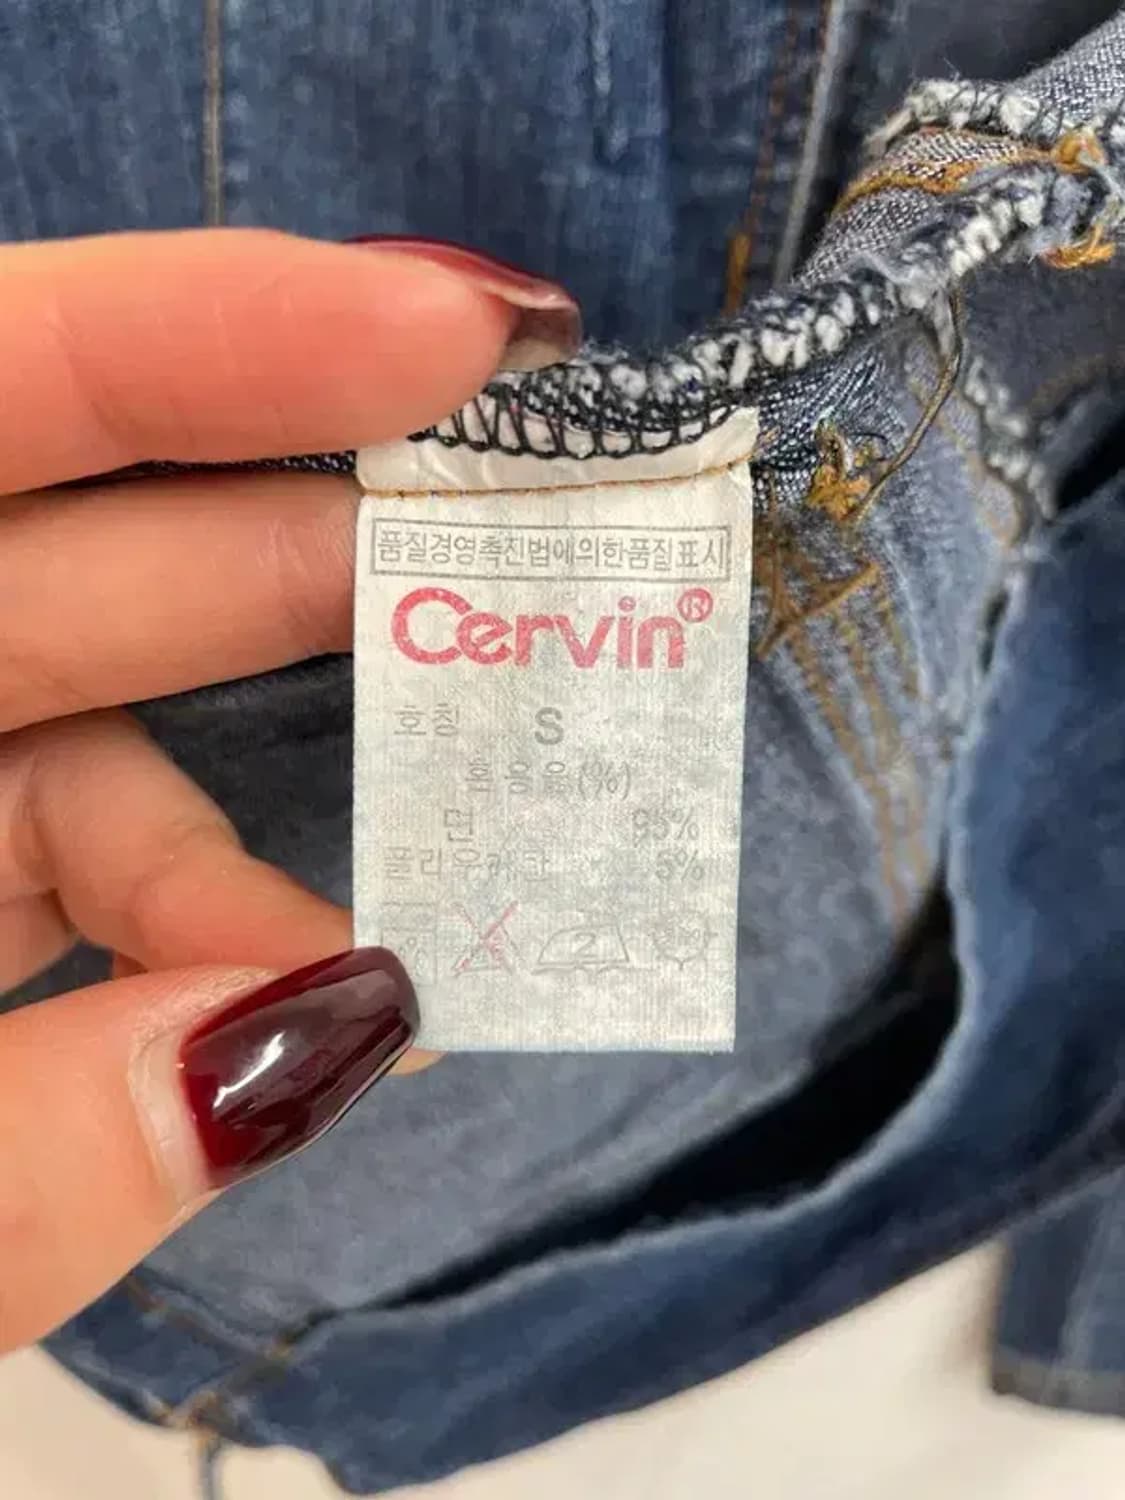 품질경영촉진법에의한품질표시
Cervin®
호칭 S
혼용율(%)
면 95%
폴리우레탄 5%
2